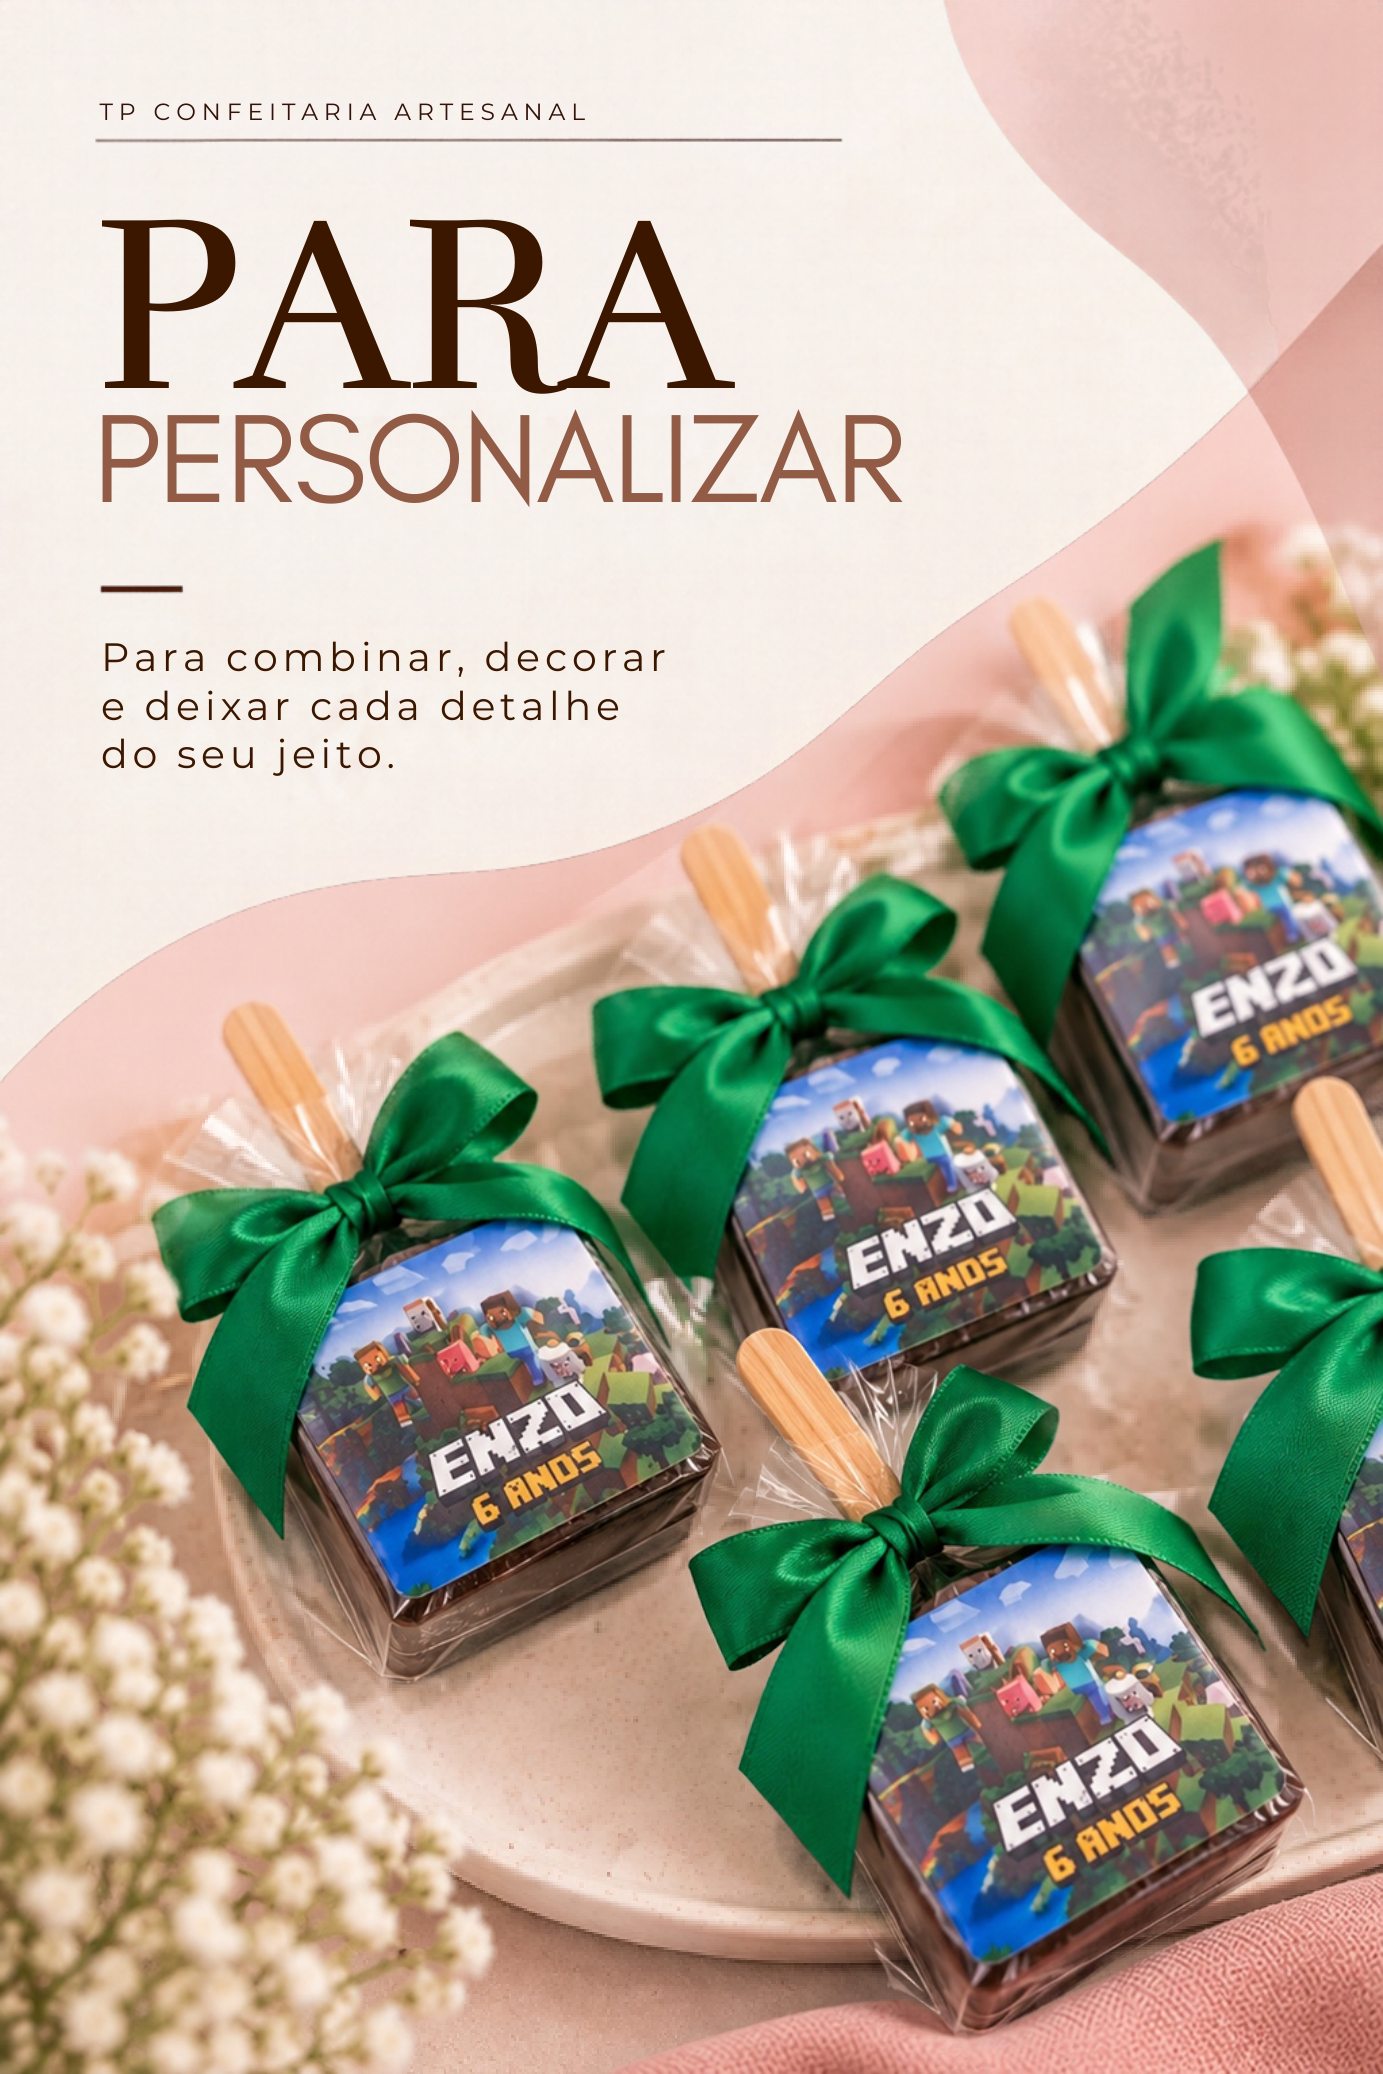 TP CONFEITARIA ARTESANAL
PARA
PERSONALIZAR
Para combinar, decorar
e deixar cada detalhe
do seu jeito.
ENZO
6 ANOS
ENZO
6 ANOS
ENZO
6 ANOS
ENZO
6 ANOS